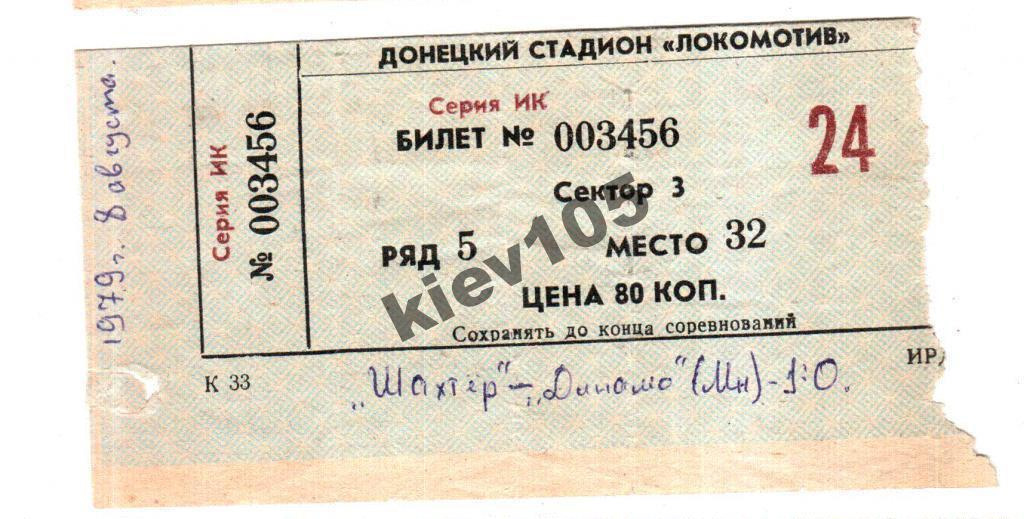 1979 г. 8 августа.
Серия ИК
№ 003456
ДОНЕЦКИЙ СТАДИОН «ЛОКОМОТИВ»
Серия ИК
БИЛЕТ № 003456
24
Сектор 3
РЯД 5 МЕСТО 32
ЦЕНА 80 КОП.
Сохранять до конца соревнований
К 33
ИР
„Шахтёр"–„Динамо"(Мн)-1:0.
kiev105